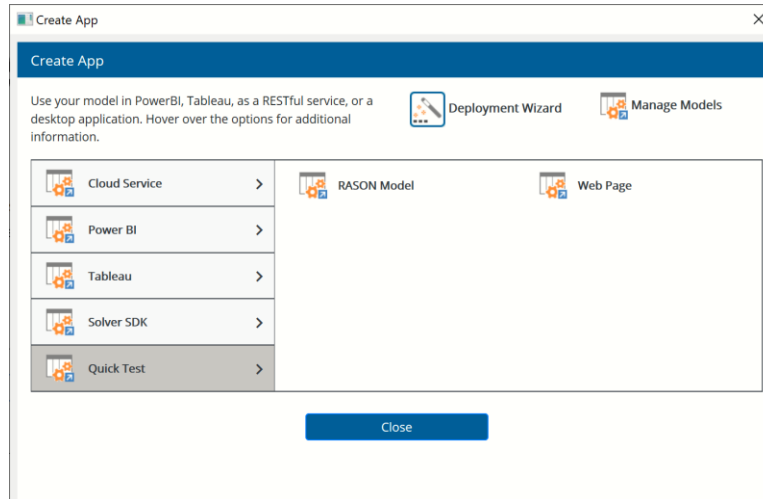 Create App
Create App
Use your model in PowerBI, Tableau, as a RESTful service, or a
desktop application. Hover over the options for additional
information.
Deployment Wizard
Manage Models
Cloud Service
Power BI
Tableau
Solver SDK
Quick Test
RASON Model
Web Page
Close